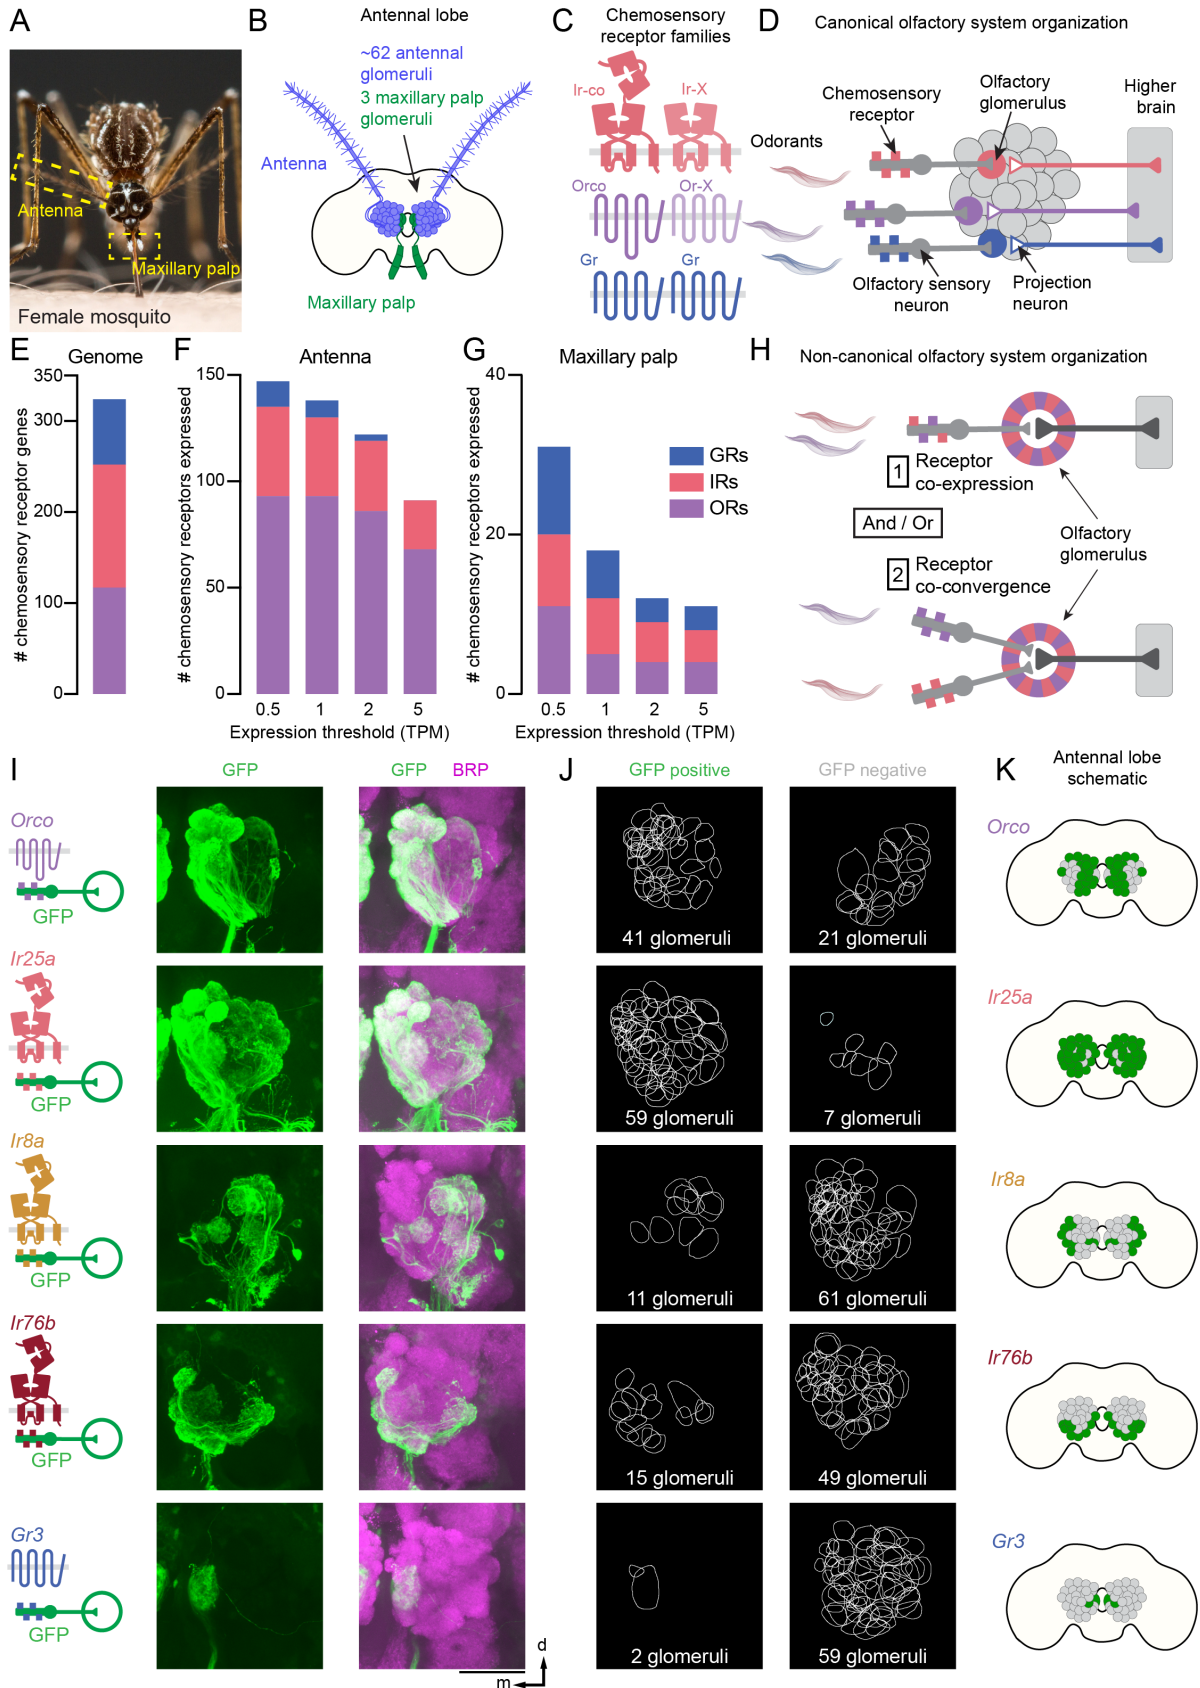 A
Antenna
Maxillary palp
Female mosquito
B
Antennal lobe
~62 antennal
glomeruli
3 maxillary palp
glomeruli
Antenna
Maxillary palp
C
Chemosensory
receptor families
Ir-co
Ir-X
Orco
Or-X
Gr
Gr
D
Canonical olfactory system organization
Odorants
Chemosensory
receptor
Olfactory
glomerulus
Higher
brain
Olfactory sensory
neuron
Projection
neuron
E
Genome
# chemosensory receptor genes
350
300
200
100
0
F
Antenna
# chemosensory receptors expressed
150
100
50
0
0.5
1
2
5
Expression threshold (TPM)
G
Maxillary palp
# chemosensory receptors expressed
40
20
0
0.5
1
2
5
Expression threshold (TPM)
GRs
IRs
ORs
H
Non-canonical olfactory system organization
1
Receptor
co-expression
And / Or
2
Receptor
co-convergence
Olfactory
glomerulus
I
GFP
GFP BRP
Orco
GFP
Ir25a
GFP
Ir8a
GFP
Ir76b
GFP
Gr3
GFP
d
m
J
GFP positive
GFP negative
41 glomeruli
21 glomeruli
59 glomeruli
7 glomeruli
11 glomeruli
61 glomeruli
15 glomeruli
49 glomeruli
2 glomeruli
59 glomeruli
K
Antennal lobe
schematic
Orco
Ir25a
Ir8a
Ir76b
Gr3